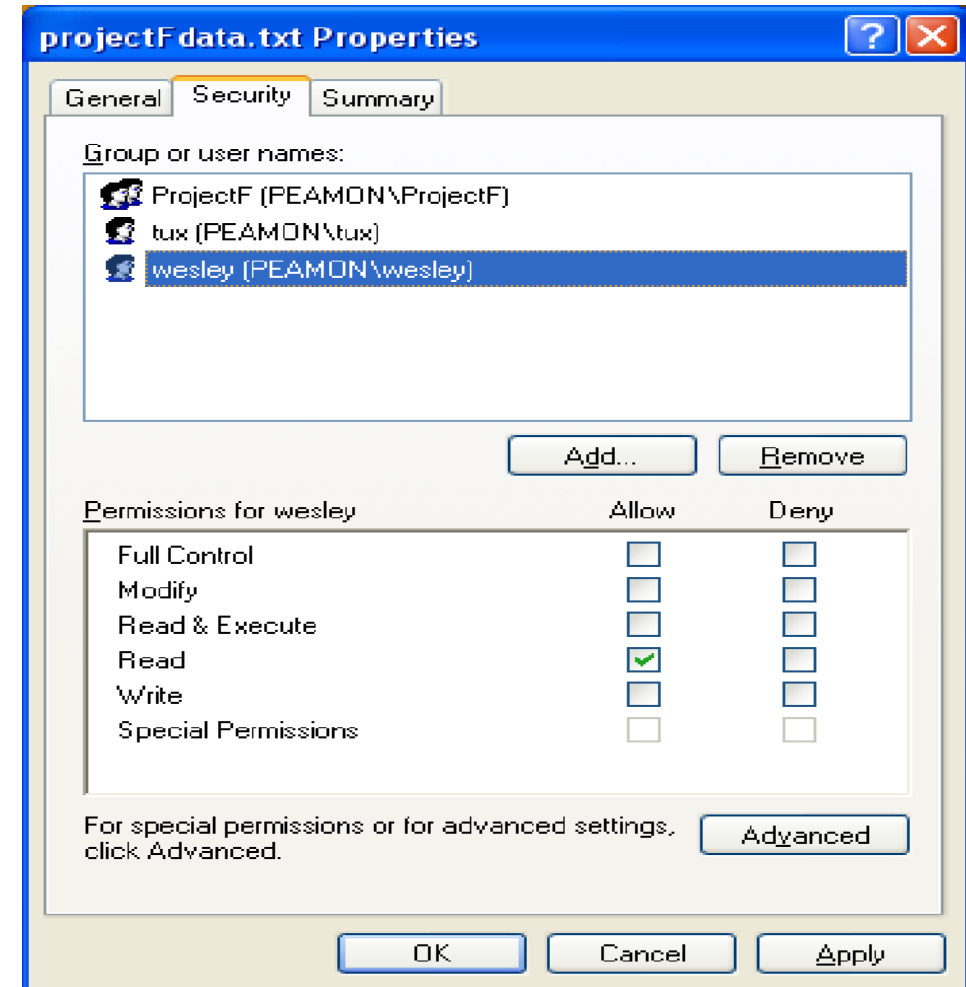 projectFdata.txt Properties
General Security Summary
Group or user names:
ProjectF (PEAMON\ProjectF)
tux (PEAMON\tux)
wesley (PEAMON\wesley)
Add... Remove
Permissions for wesley Allow Deny
Full Control
Modify
Read & Execute
Read
Write
Special Permissions
For special permissions or for advanced settings,
click Advanced.
Advanced
OK Cancel Apply